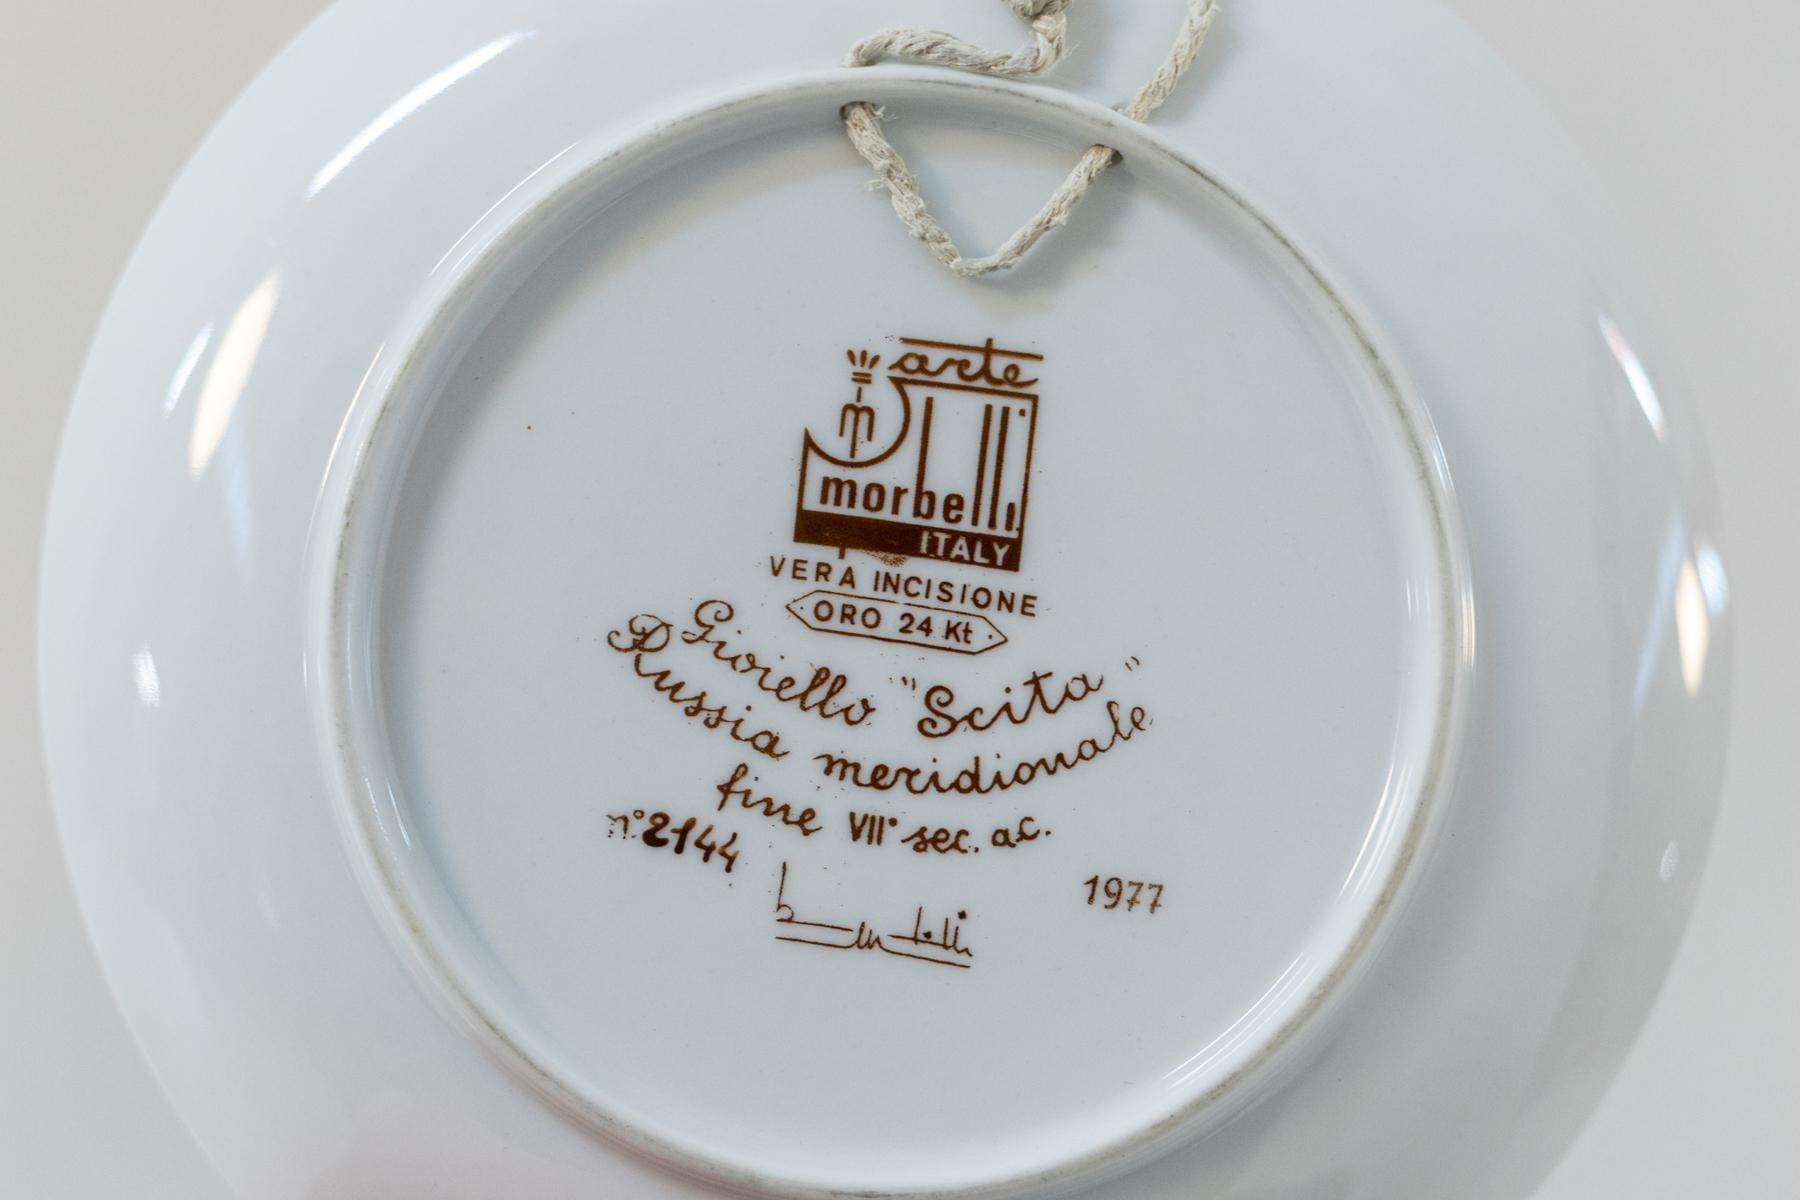 arte
m
morbelli
ITALY
VERA INCISIONE
ORO 24 Kt
Gioiello "Scita"
Russia meridionale
fine VII° sec. a.c.
n° 2144
1977